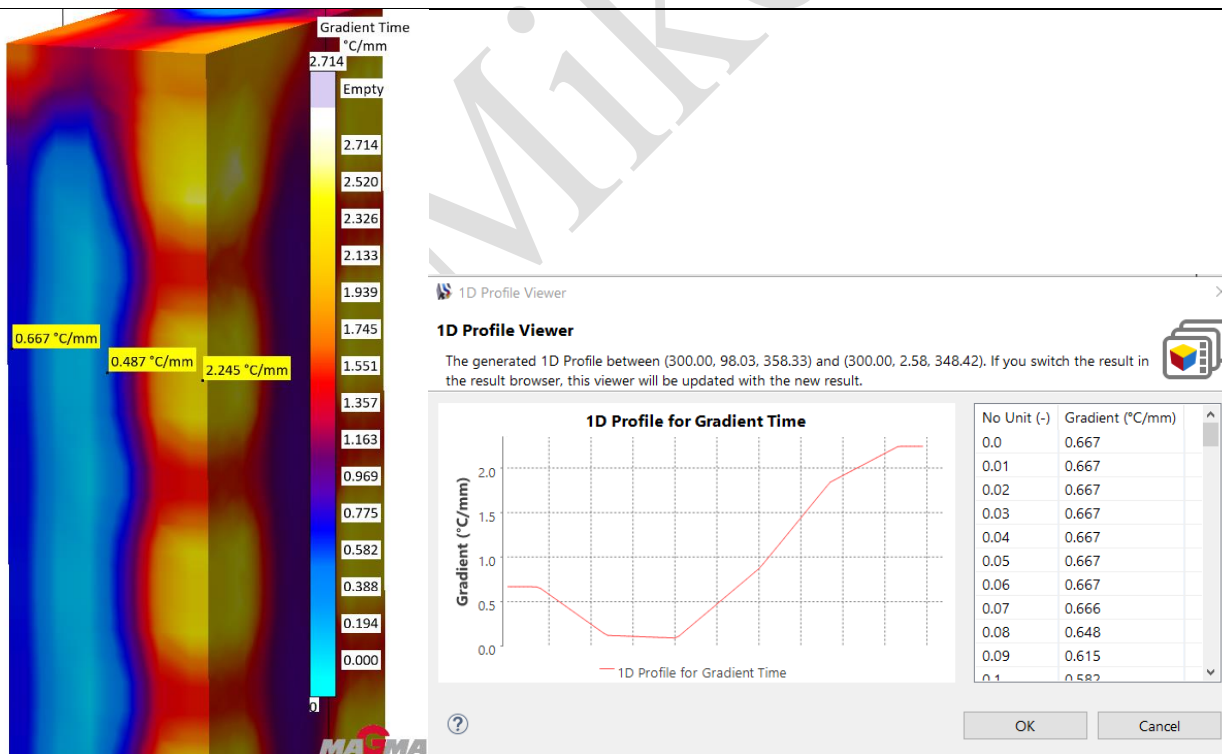 Mik
Gradient Time
°C/mm
2.714
Empty
2.714
2.520
2.326
2.133
1.939
1.745
1.551
1.357
1.163
0.969
0.775
0.582
0.388
0.194
0.000
0
0.667 °C/mm
0.487 °C/mm
2.245 °C/mm
MAGMA
1D Profile Viewer
1D Profile Viewer
The generated 1D Profile between (300.00, 98.03, 358.33) and (300.00, 2.58, 348.42). If you switch the result in
the result browser, this viewer will be updated with the new result.
1D Profile for Gradient Time
Gradient (°C/mm)
2.0
1.5
1.0
0.5
0.0
1D Profile for Gradient Time
No Unit (-) Gradient (°C/mm)
0.0 0.667
0.01 0.667
0.02 0.667
0.03 0.667
0.04 0.667
0.05 0.667
0.06 0.667
0.07 0.666
0.08 0.648
0.09 0.615
0.1 0.582
? OK Cancel